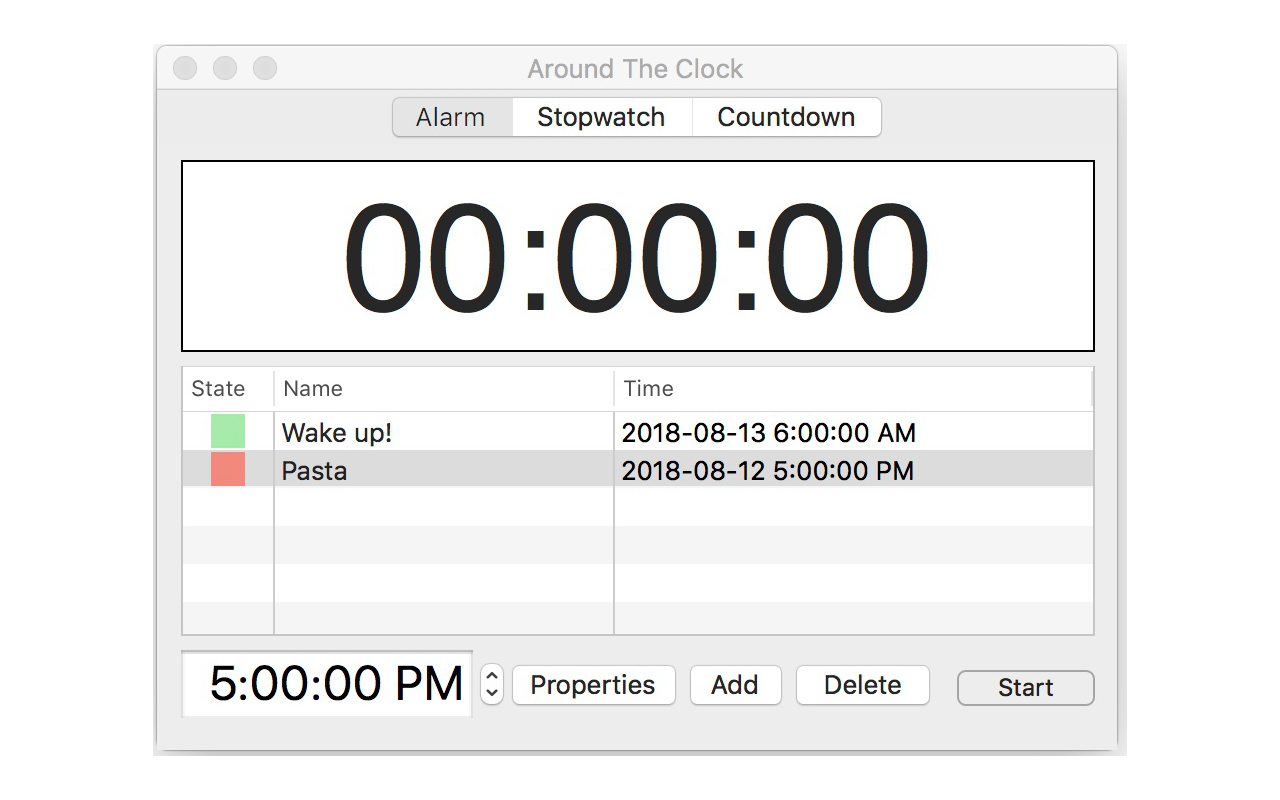 Around The Clock
Alarm Stopwatch Countdown
00:00:00
State Name Time
Wake up! 2018-08-13 6:00:00 AM
Pasta 2018-08-12 5:00:00 PM
5:00:00 PM Properties Add Delete Start